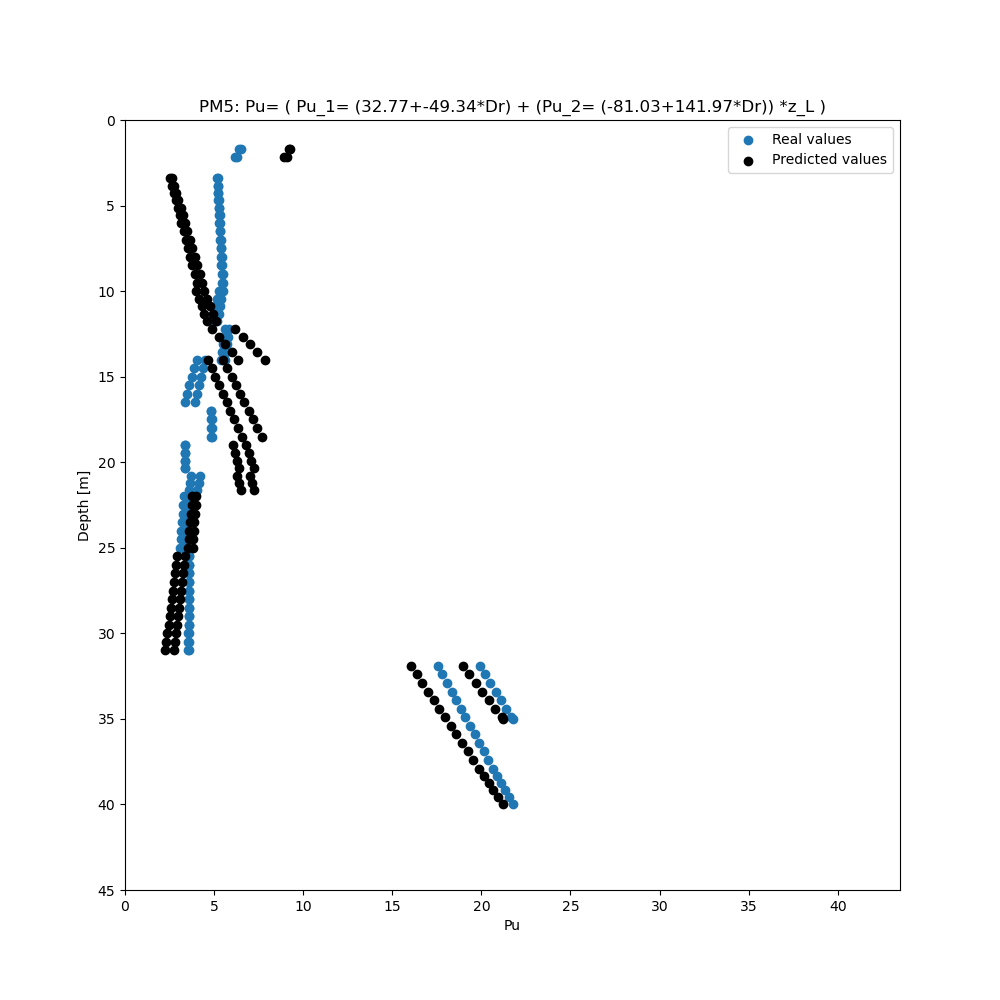 PM5: Pu= ( Pu_1= (32.77+-49.34*Dr) + (Pu_2= (-81.03+141.97*Dr)) *z_L )
Real values
Predicted values
0
5
10
15
20
25
30
35
40
45
Depth [m]
0 5 10 15 20 25 30 35 40
Pu